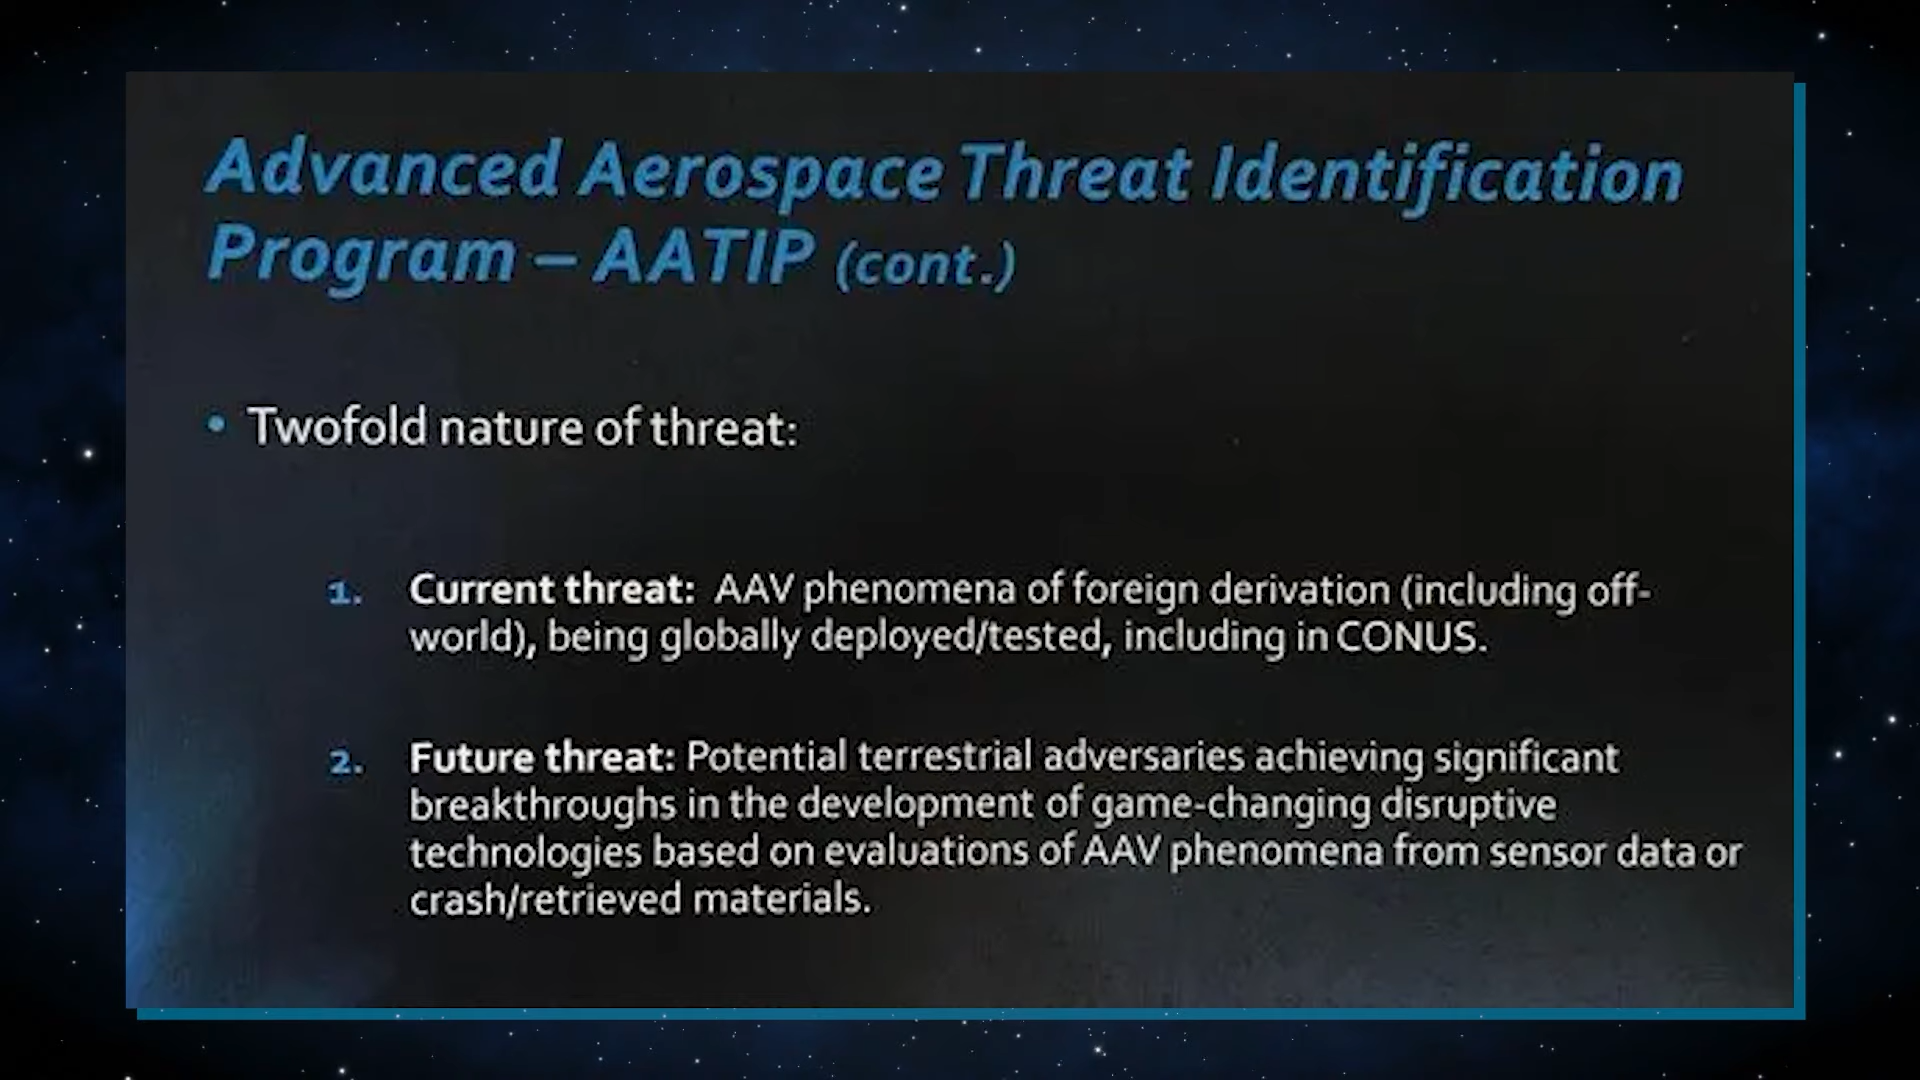 Advanced Aerospace Threat Identification
Program – AATIP (cont.)
• Twofold nature of threat:
1. Current threat: AAV phenomena of foreign derivation (including off-
world), being globally deployed/tested, including in CONUS.
2. Future threat: Potential terrestrial adversaries achieving significant
breakthroughs in the development of game-changing disruptive
technologies based on evaluations of AAV phenomena from sensor data or
crash/retrieved materials.